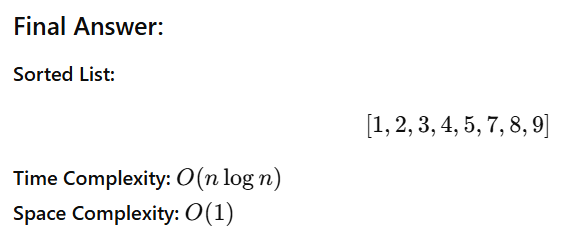 Final Answer:
Sorted List:
[1, 2, 3, 4, 5, 7, 8, 9]
Time Complexity: O(n log n)
Space Complexity: O(1)